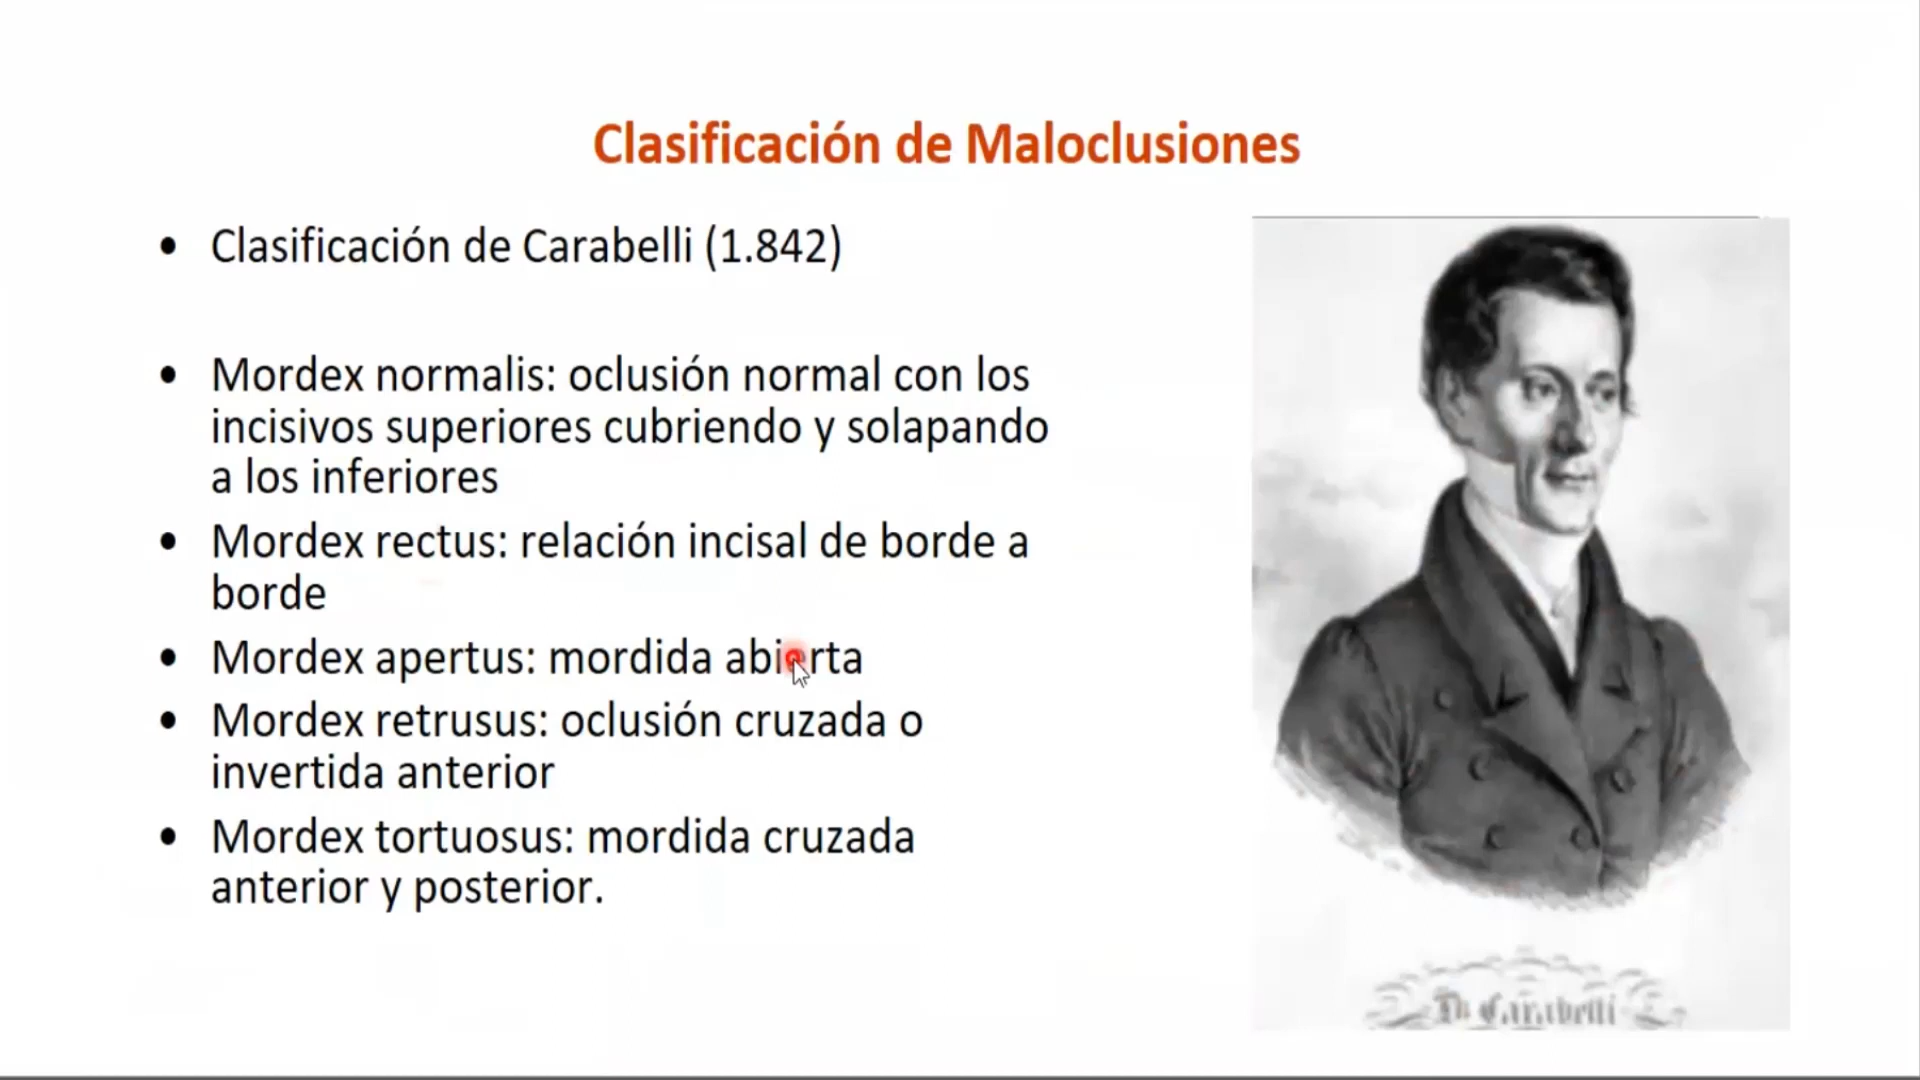 Clasificación de Maloclusiones
• Clasificación de Carabelli (1.842)
• Mordex normalis: oclusión normal con los
incisivos superiores cubriendo y solapando
a los inferiores
• Mordex rectus: relación incisal de borde a
borde
• Mordex apertus: mordida abierta
• Mordex retrusus: oclusión cruzada o
invertida anterior
• Mordex tortuosus: mordida cruzada
anterior y posterior.
Dr Carabelli